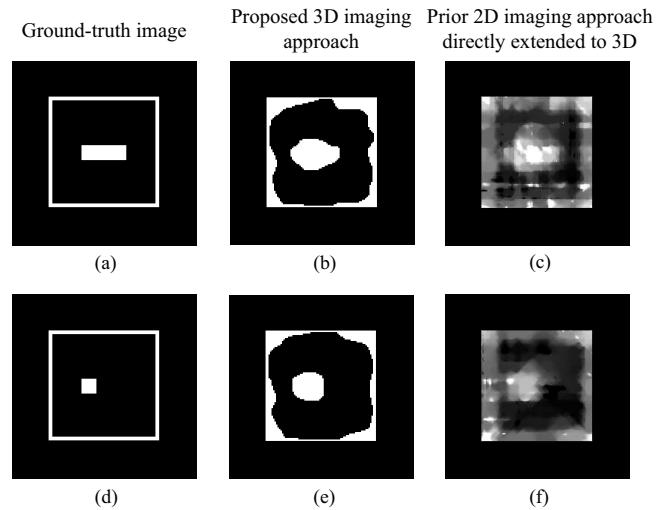 Ground-truth image
Proposed 3D imaging
approach
Prior 2D imaging approach
directly extended to 3D
(a)
(b)
(c)
(d)
(e)
(f)